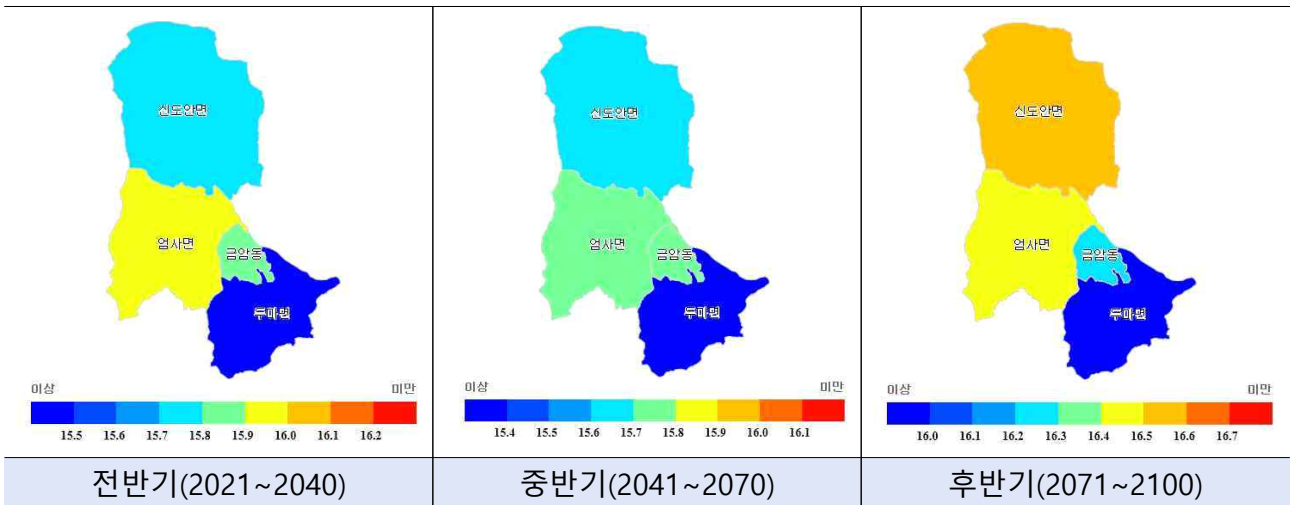 신도안면
엄사면
금암동
두마면
이상 미만
15.5 15.6 15.7 15.8 15.9 16.0 16.1 16.2
전반기(2021~2040)
신도안면
엄사면
금암동
두마면
이상 미만
15.4 15.5 15.6 15.7 15.8 15.9 16.0 16.1
중반기(2041~2070)
신도안면
엄사면
금암동
두마면
이상 미만
16.0 16.1 16.2 16.3 16.4 16.5 16.6 16.7
후반기(2071~2100)